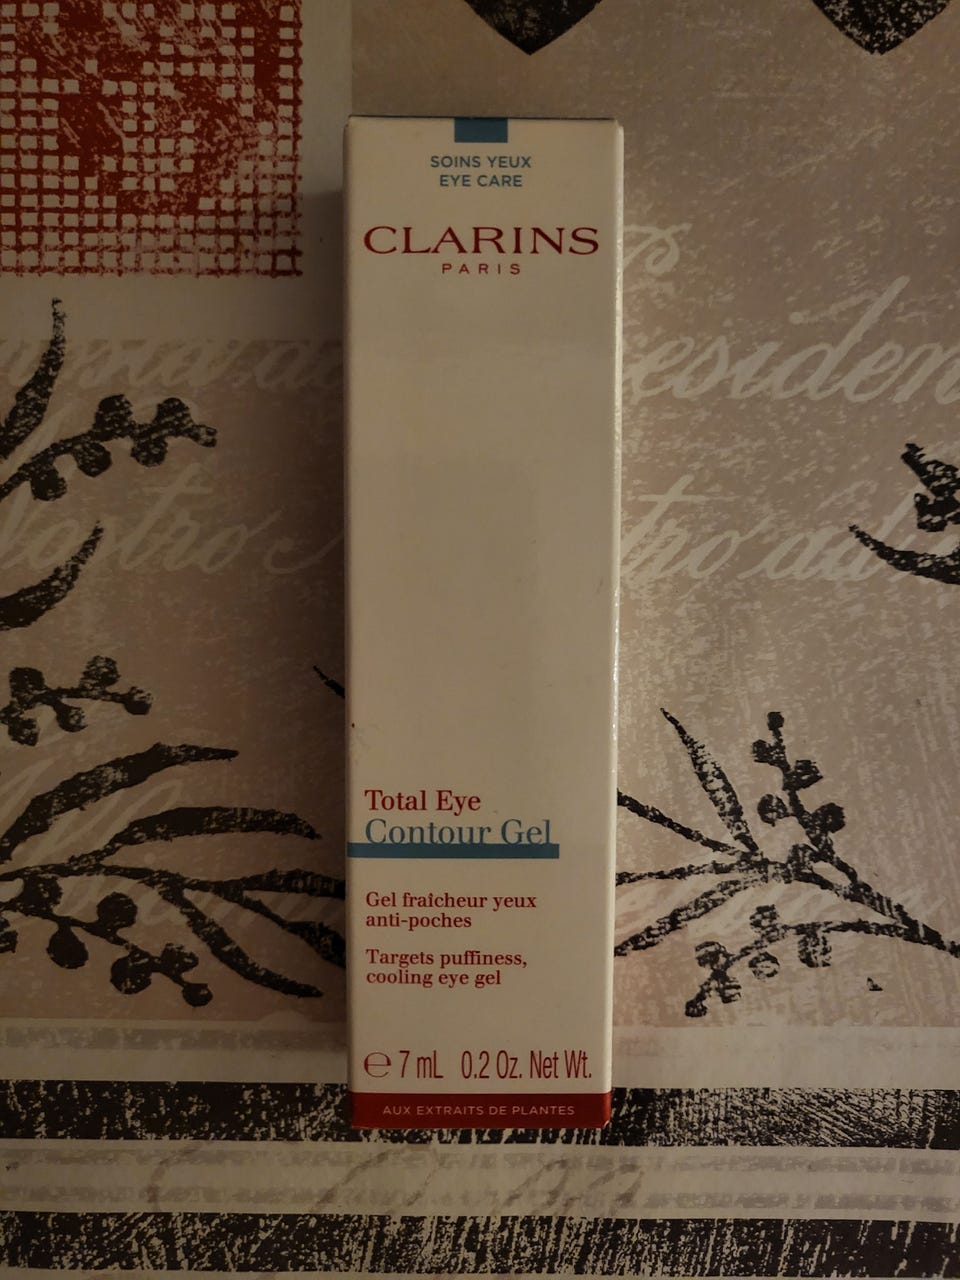 SOINS YEUX
EYE CARE
CLARINS
PARIS
Total Eye
Contour Gel
Gel fraîcheur yeux
anti-poches
Targets puffiness,
cooling eye gel
℮ 7 mL 0.2 Oz. Net Wt.
AUX EXTRAITS DE PLANTES